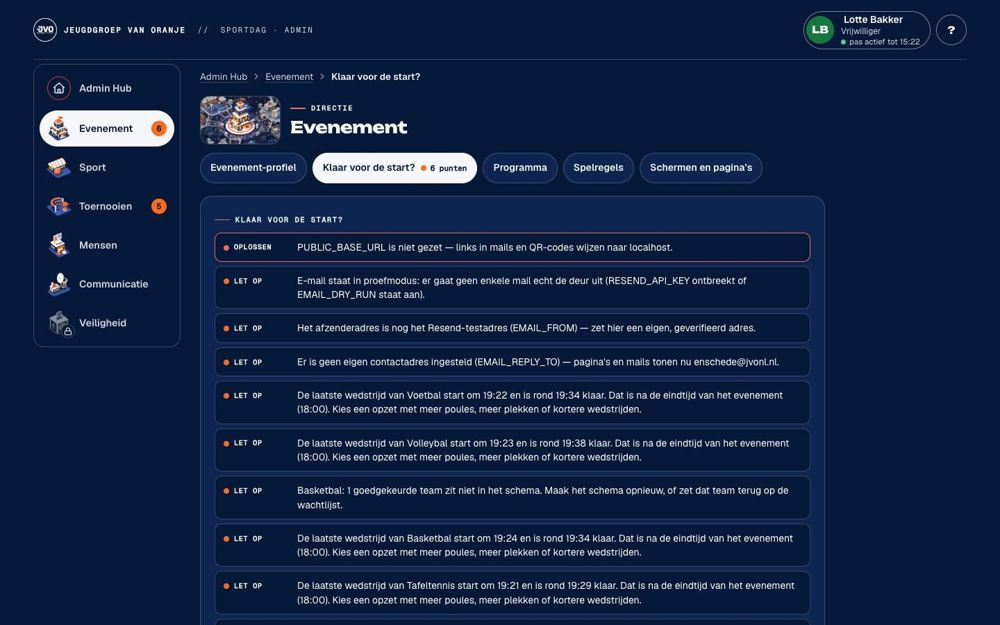 JVO JEUGDGROEP VAN ORANJE // SPORTDAG · ADMIN
LB
Lotte Bakker
Vrijwilliger
pas actief tot 15:22
?
Admin Hub
Evenement 6
Sport
Toernooien 5
Mensen
Communicatie
Veiligheid
Admin Hub > Evenement > Klaar voor de start?
DIRECTIE
Evenement
Evenement-profiel
Klaar voor de start? 6 punten
Programma
Spelregels
Schermen en pagina's
KLAAR VOOR DE START?
OPLOSSEN PUBLIC_BASE_URL is niet gezet — links in mails en QR-codes wijzen naar localhost.
LET OP E-mail staat in proefmodus: er gaat geen enkele mail echt de deur uit (RESEND_API_KEY ontbreekt of
EMAIL_DRY_RUN staat aan).
LET OP Het afzenderadres is nog het Resend-testadres (EMAIL_FROM) — zet hier een eigen, geverifieerd adres.
LET OP Er is geen eigen contactadres ingesteld (EMAIL_REPLY_TO) — pagina's en mails tonen nu enschede@jvonl.nl.
LET OP De laatste wedstrijd van Voetbal start om 19:22 en is rond 19:34 klaar. Dat is na de eindtijd van het evenement
(18:00). Kies een opzet met meer poules, meer plekken of kortere wedstrijden.
LET OP De laatste wedstrijd van Volleybal start om 19:23 en is rond 19:38 klaar. Dat is na de eindtijd van het evenement
(18:00). Kies een opzet met meer poules, meer plekken of kortere wedstrijden.
LET OP Basketbal: 1 goedgekeurde team zit niet in het schema. Maak het schema opnieuw, of zet dat team terug op de
wachtlijst.
LET OP De laatste wedstrijd van Basketbal start om 19:24 en is rond 19:34 klaar. Dat is na de eindtijd van het evenement
(18:00). Kies een opzet met meer poules, meer plekken of kortere wedstrijden.
LET OP De laatste wedstrijd van Tafeltennis start om 19:21 en is rond 19:29 klaar. Dat is na de eindtijd van het evenement
(18:00). Kies een opzet met meer poules, meer plekken of kortere wedstrijden.